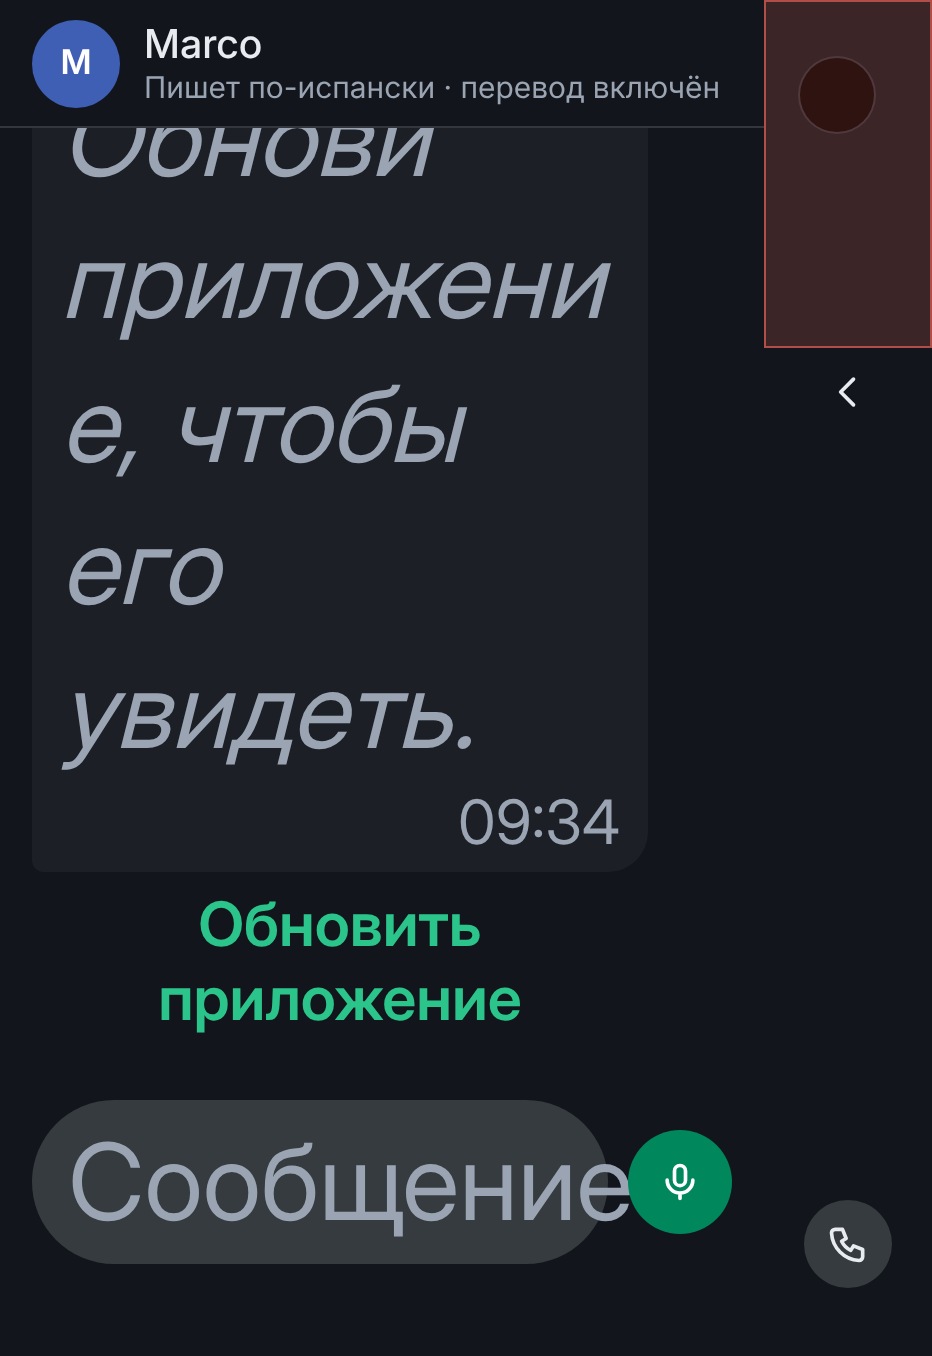 M
Marco
Пишет по-испански · перевод включён
Обнови
приложени
е, чтобы
его
увидеть.
09:34
Обновить
приложение
Сообщение